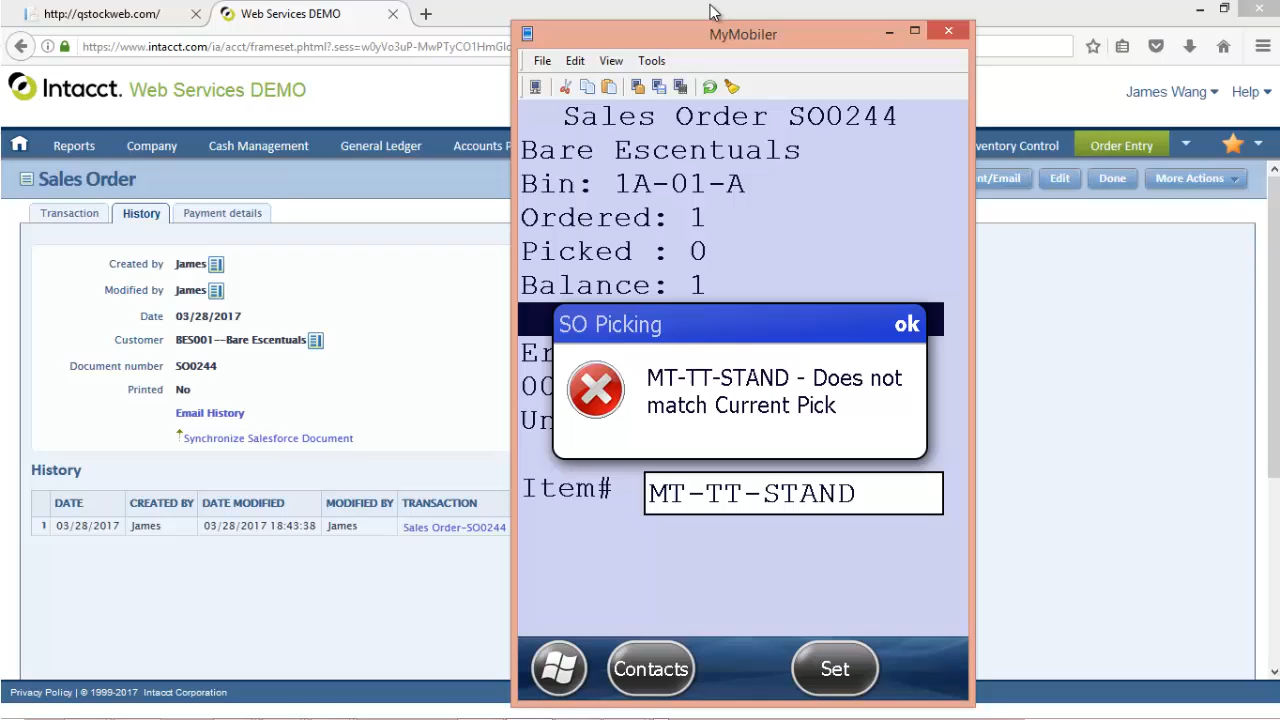 http://qstockweb.com/
Web Services DEMO
https://www.intacct.com/ia/acct/frameset.phtml?.sess=w0yVo3uP-MwPTyCO1HmGlo
Intacct. Web Services DEMO
James Wang
Help
Reports
Company
Cash Management
General Ledger
Accounts P
ventory Control
Order Entry
Sales Order
nt/Email
Edit
Done
More Actions
Transaction
History
Payment details
Created by James
Modified by James
Date 03/28/2017
Customer BES001--Bare Escentuals
Document number SO0244
Printed No
Email History
Synchronize Salesforce Document
History
DATE CREATED BY DATE MODIFIED MODIFIED BY TRANSACTION
1 03/28/2017 James 03/28/2017 18:43:38 James Sales Order-SO0244
Privacy Policy | © 1999-2017 Intacct Corporation
MyMobiler
File Edit View Tools
Sales Order SO0244
Bare Escentuals
Bin: 1A-01-A
Ordered: 1
Picked : 0
Balance: 1
SO Picking
ok
MT-TT-STAND - Does not
match Current Pick
Er
00
Un
Item# MT-TT-STAND
Contacts
Set